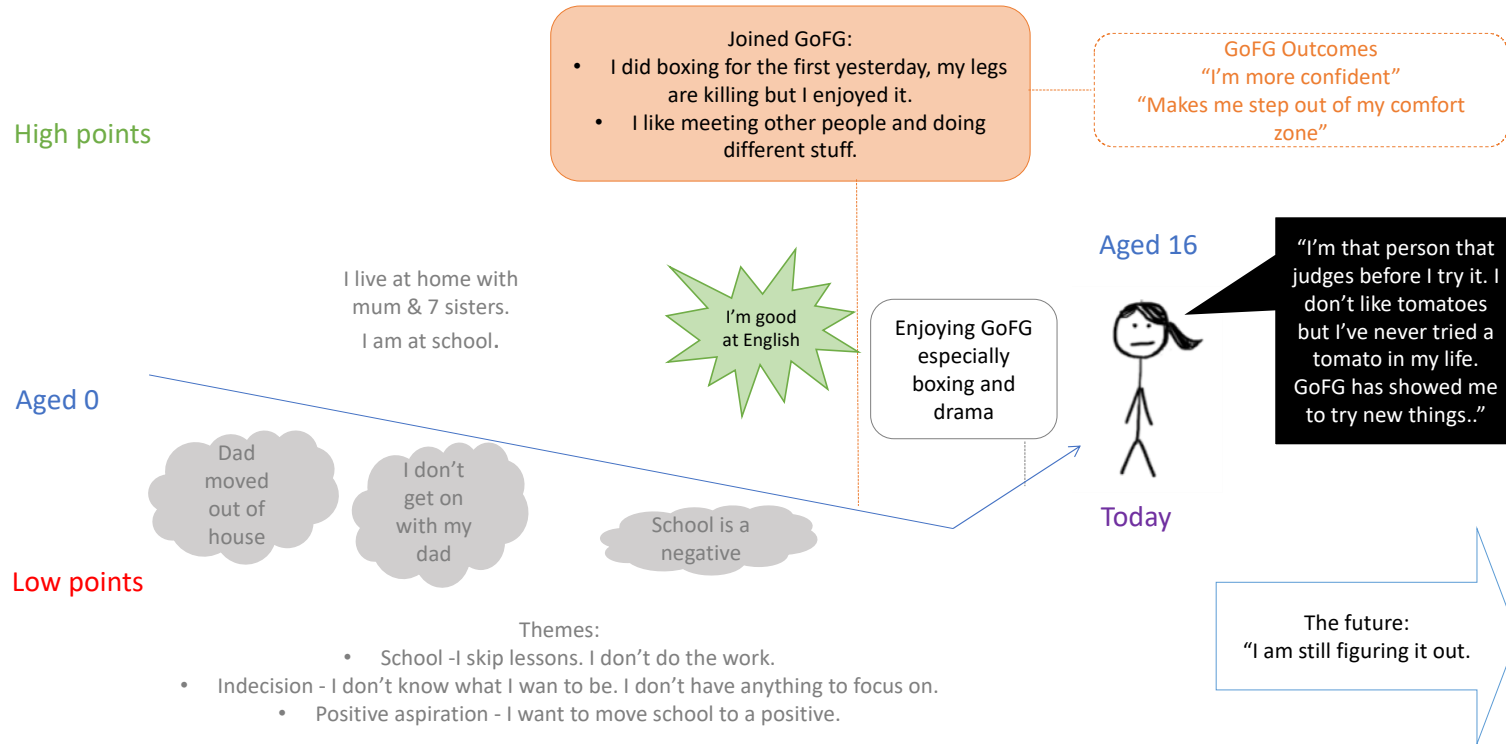 Joined GoFG:
• I did boxing for the first yesterday, my legs
are killing but I enjoyed it.
• I like meeting other people and doing
different stuff.
GoFG Outcomes
“I’m more confident”
“Makes me step out of my comfort
zone”
High points
I live at home with
mum & 7 sisters.
I am at school.
I’m good
at English
Enjoying GoFG
especially
boxing and
drama
Aged 16
“I’m that person that
judges before I try it. I
don’t like tomatoes
but I’ve never tried a
tomato in my life.
GoFG has showed me
to try new things..”
Aged 0
Dad
moved
out of
house
I don’t
get on
with my
dad
School is a
negative
Today
Low points
Themes:
• School -I skip lessons. I don’t do the work.
• Indecision - I don’t know what I wan to be. I don’t have anything to focus on.
• Positive aspiration - I want to move school to a positive.
The future:
“I am still figuring it out.